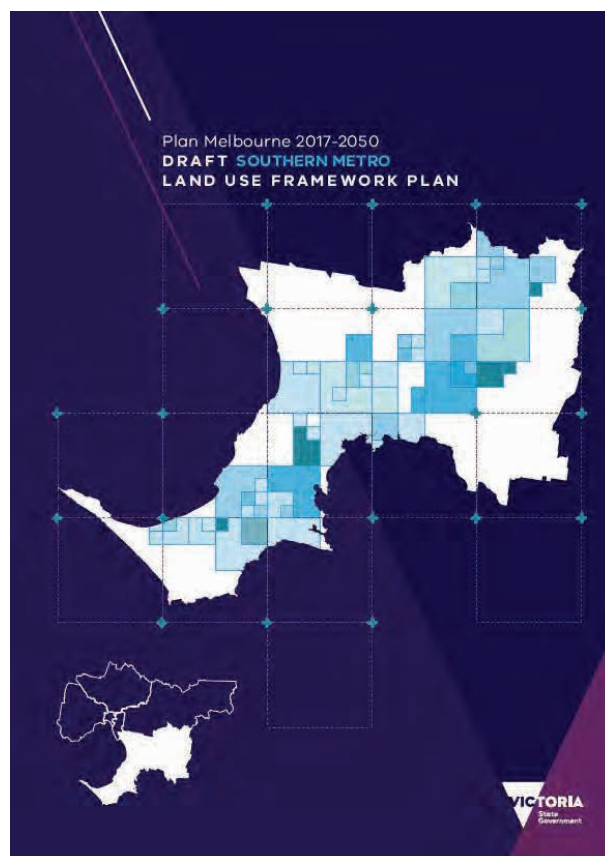 Plan Melbourne 2017-2050
DRAFT SOUTHERN METRO
LAND USE FRAMEWORK PLAN
VICTORIA
State
Government